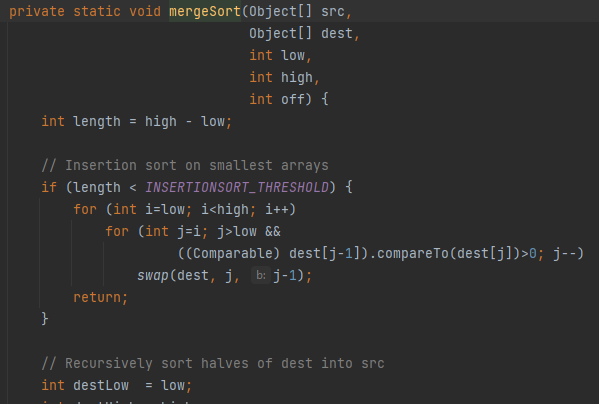 private static void mergeSort(Object[] src,
                              Object[] dest,
                              int low,
                              int high,
                              int off) {
    int length = high - low;

    // Insertion sort on smallest arrays
    if (length < INSERTIONSORT_THRESHOLD) {
        for (int i=low; i<high; i++)
            for (int j=i; j>low &&
                     ((Comparable) dest[j-1]).compareTo(dest[j])>0; j--)
                swap(dest, j, b: j-1);
        return;
    }

    // Recursively sort halves of dest into src
    int destLow  = low;